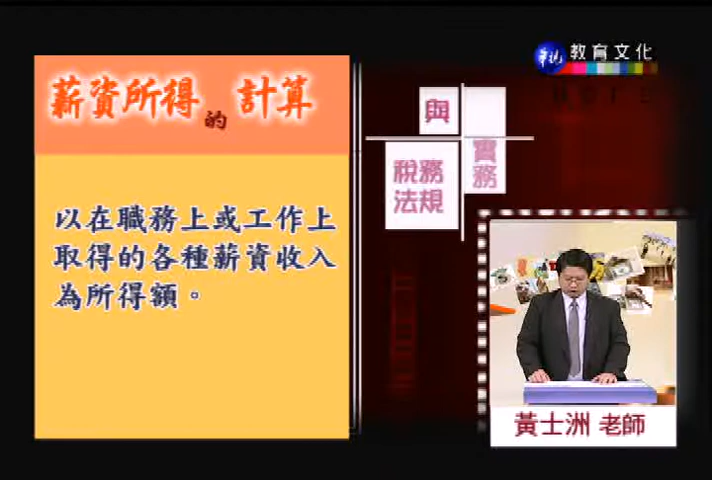 薪資所得的計算
以在職務上或工作上
取得的各種薪資收入
為所得額。
華視 教育文化
與
稅務
法規
實務
黃士洲 老師